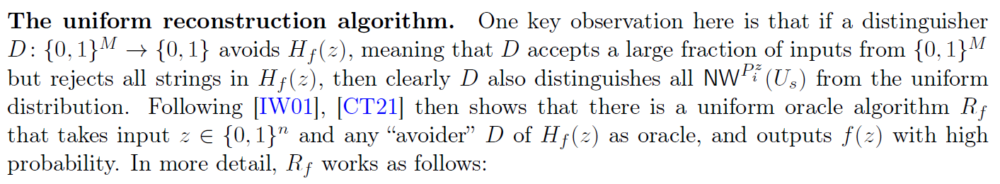 The uniform reconstruction algorithm. One key observation here is that if a distinguisher
D: {0, 1}^M → {0, 1} avoids H_f(z), meaning that D accepts a large fraction of inputs from {0, 1}^M
but rejects all strings in H_f(z), then clearly D also distinguishes all NW^{P_i^z}(U_s) from the uniform
distribution. Following [IW01], [CT21] then shows that there is a uniform oracle algorithm R_f
that takes input z ∈ {0, 1}^n and any “avoider” D of H_f(z) as oracle, and outputs f(z) with high
probability. In more detail, R_f works as follows: